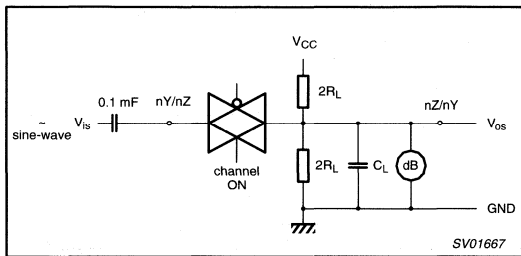 VCC
0.1 mF
nY/nZ
2RL
nZ/nY
~
sine-wave
Vis
Vos
channel
ON
2RL
CL
dB
GND
SV01667